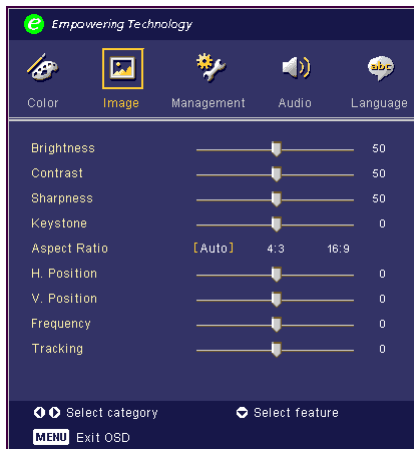 e Empowering Technology
abc
Color Image Management Audio Language
Brightness 50
Contrast 50
Sharpness 50
Keystone 0
Aspect Ratio [Auto] 4:3 16:9
H. Position 0
V. Position 0
Frequency 0
Tracking 0
Select category Select feature
MENU Exit OSD